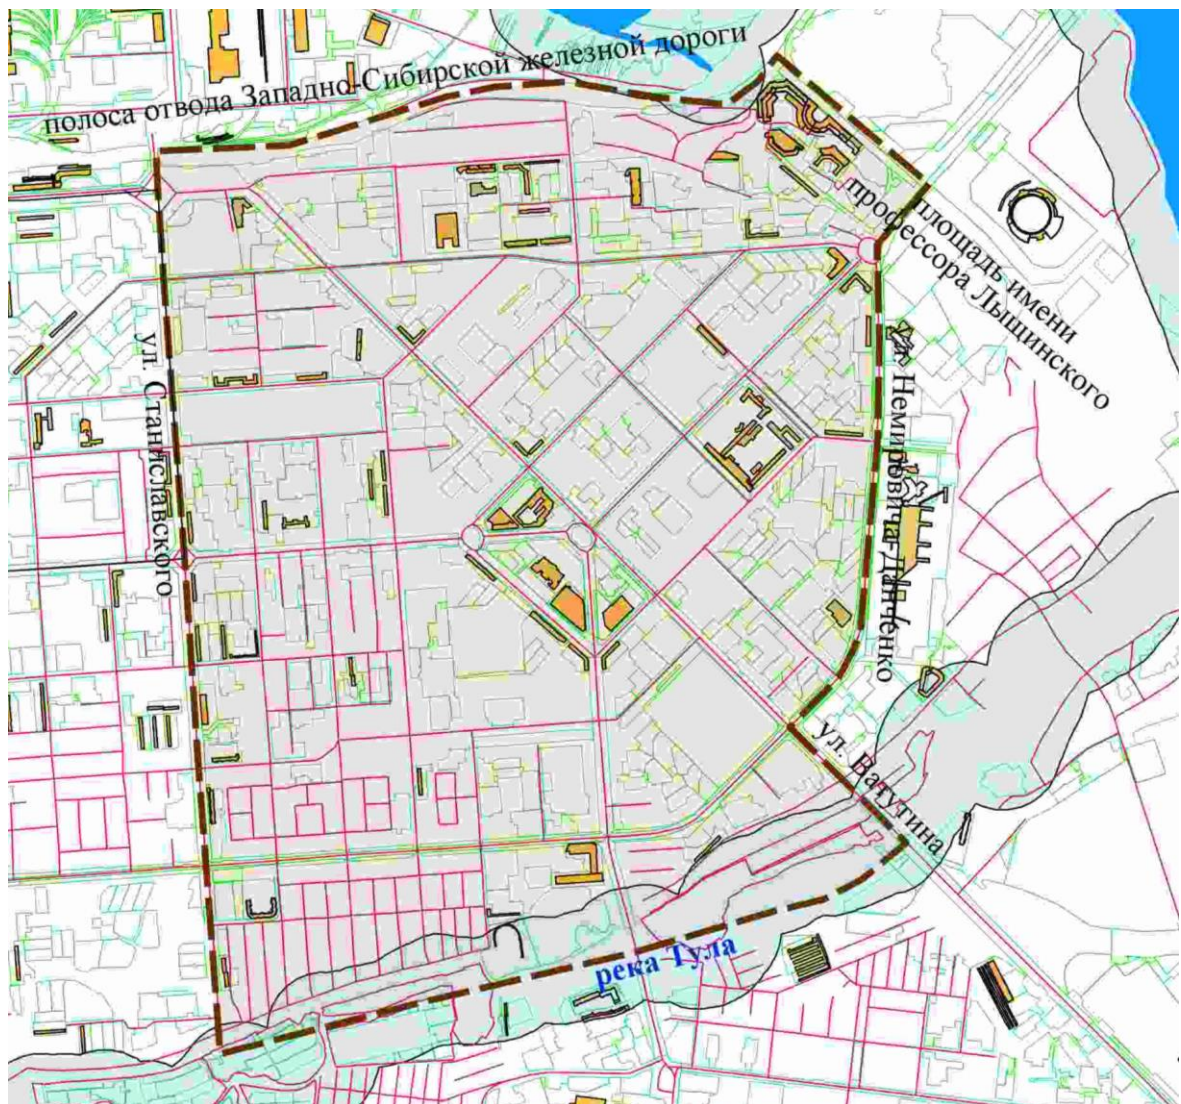 полоса отвода Западно-Сибирской железной дороги
площадь имени
профессора Лыщинского
ул. Станиславского
ул. Немировича-Данченко
ул. Ватутина
река Тула